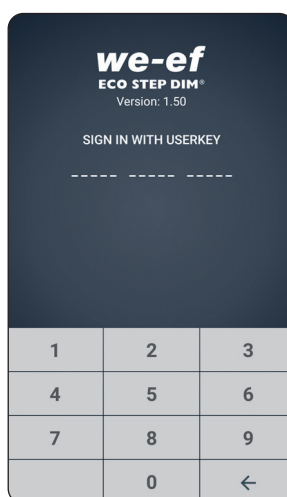 we-ef
ECO STEP DIM®
Version: 1.50
SIGN IN WITH USERKEY
----- ----- -----
1 2 3
4 5 6
7 8 9
0 ←